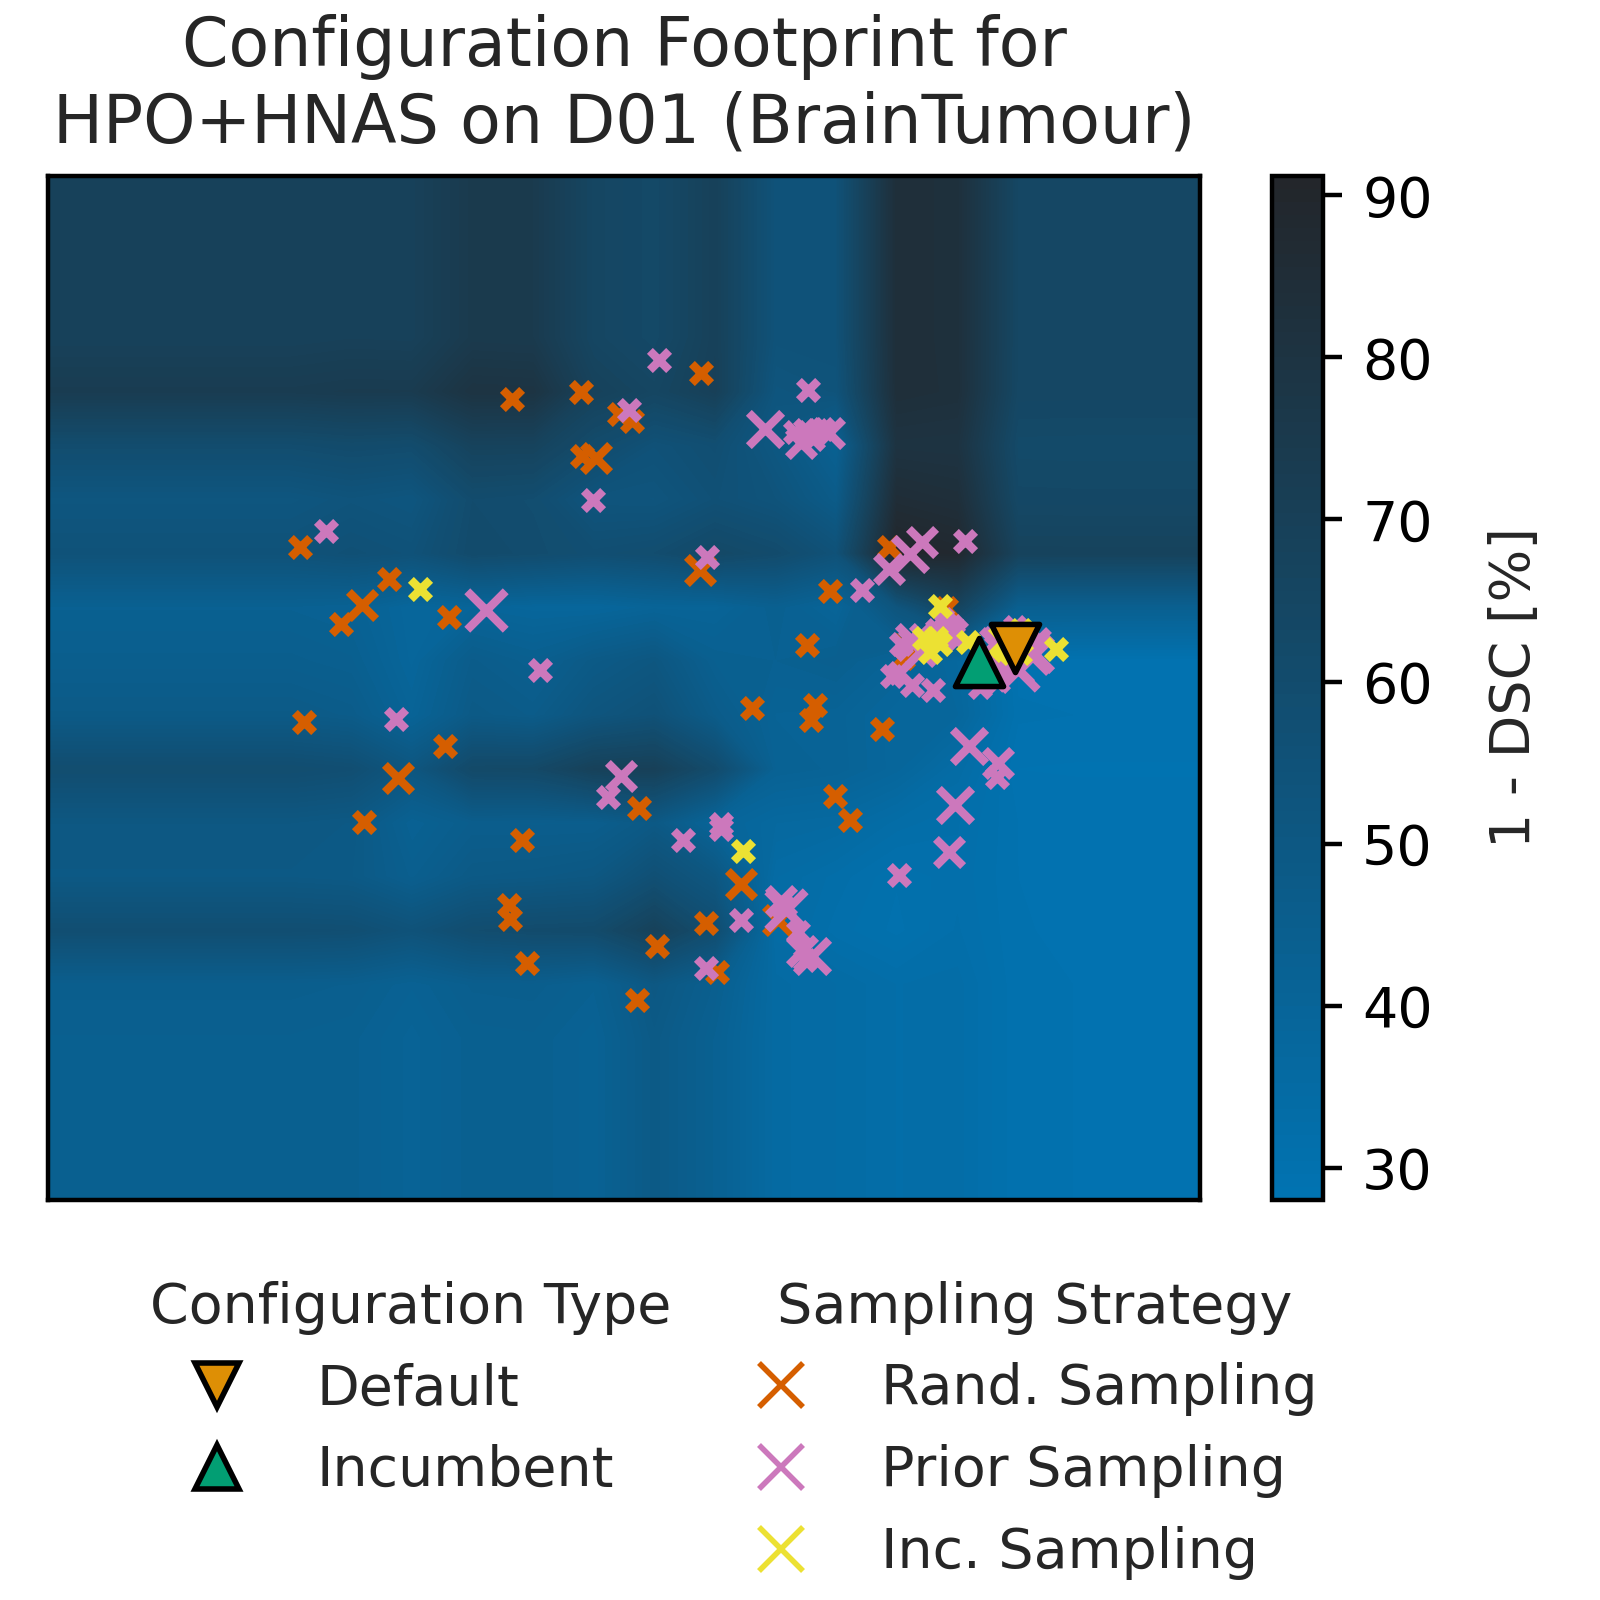 Configuration Footprint for
HPO+HNAS on D01 (BrainTumour)
90
80
70
60
50
40
30
1 - DSC [%]
Configuration Type
Default
Incumbent
Sampling Strategy
Rand. Sampling
Prior Sampling
Inc. Sampling